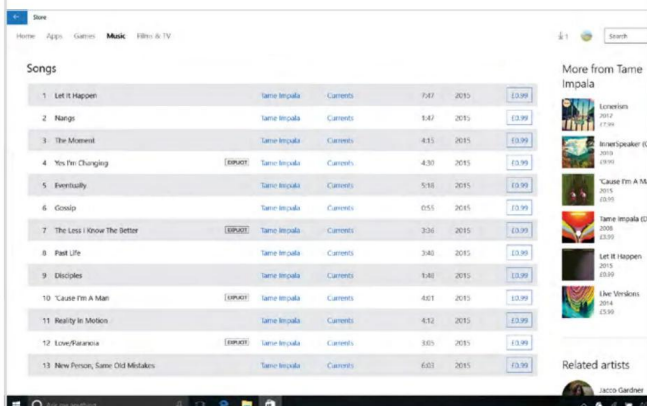 Store
Home Apps Games Music Films & TV
1
Search
Songs
1 Let It Happen Tame Impala Currents 7:47 2015 £0.99
2 Nangs Tame Impala Currents 1:47 2015 £0.99
3 The Moment Tame Impala Currents 4:15 2015 £0.99
4 Yes I'm Changing EXPLICIT Tame Impala Currents 4:30 2015 £0.99
5 Eventually Tame Impala Currents 5:18 2015 £0.99
6 Gossip Tame Impala Currents 0:55 2015 £0.99
7 The Less I Know The Better EXPLICIT Tame Impala Currents 3:36 2015 £0.99
8 Past Life Tame Impala Currents 3:48 2015 £0.99
9 Disciples Tame Impala Currents 1:48 2015 £0.99
10 'Cause I'm A Man EXPLICIT Tame Impala Currents 4:01 2015 £0.99
11 Reality In Motion Tame Impala Currents 4:12 2015 £0.99
12 Love/Paranoia EXPLICIT Tame Impala Currents 3:05 2015 £0.99
13 New Person, Same Old Mistakes Tame Impala Currents 6:03 2015 £0.99
More from Tame
Impala
Lonerism
2012
£7.99
InnerSpeaker (
2010
'Cause I'm A Ma
2015
£0.99
Tame Impala (D
2008
Let It Happen
2015
£0.99
Live Versions
2014
Related artists
Jacco Gardner